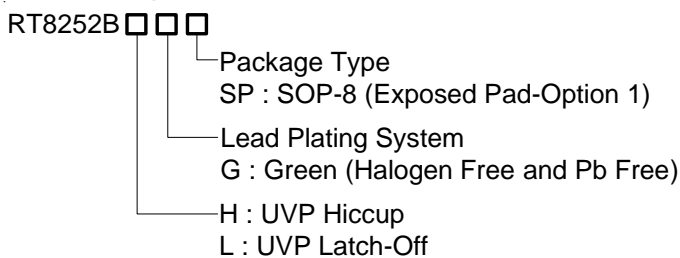 RT8252B
Package Type
SP : SOP-8 (Exposed Pad-Option 1)
Lead Plating System
G : Green (Halogen Free and Pb Free)
H : UVP Hiccup
L : UVP Latch-Off